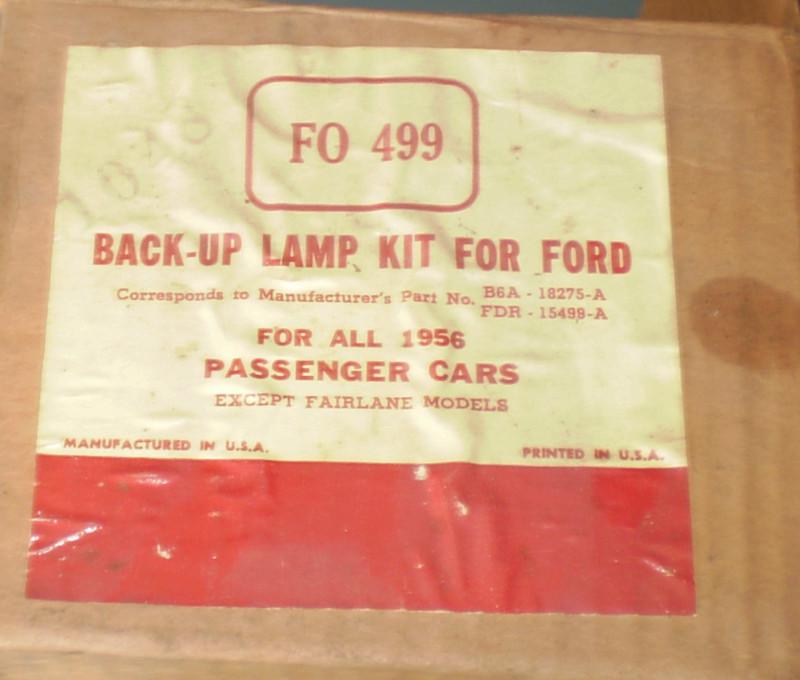 FO 499
BACK-UP LAMP KIT FOR FORD
Corresponds to Manufacturer's Part No. B6A - 18275-A
FDR - 15499-A
FOR ALL 1956
PASSENGER CARS
EXCEPT FAIRLANE MODELS
MANUFACTURED IN U.S.A.
PRINTED IN U.S.A.